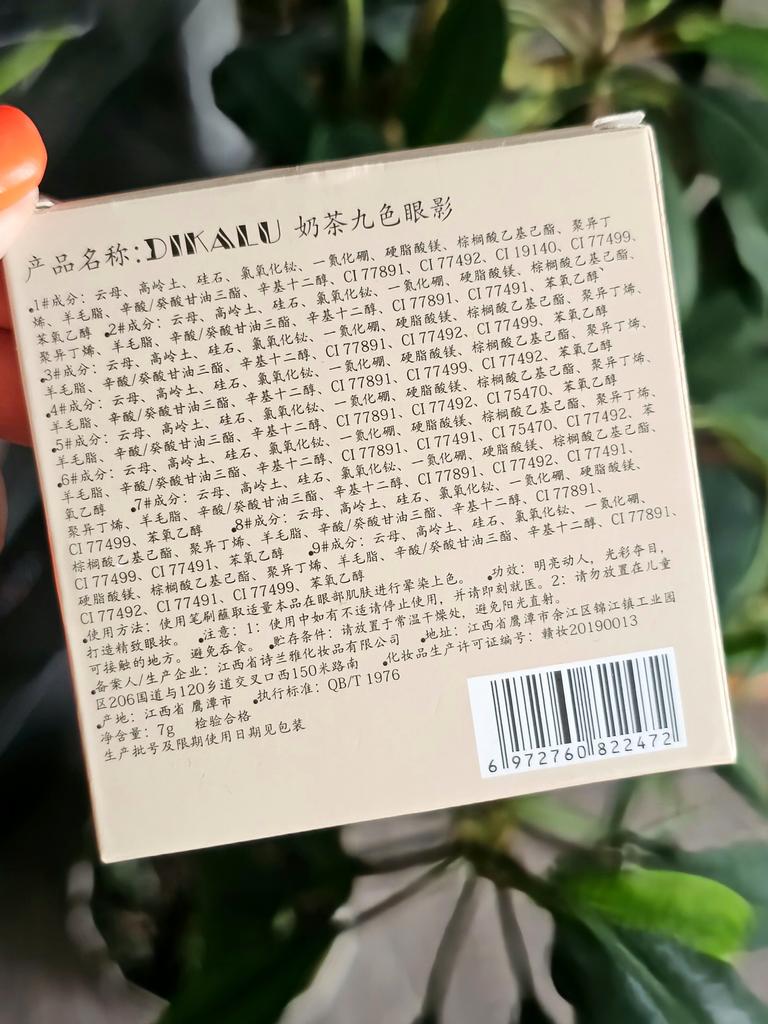 产品名称:DIKALU 奶茶九色眼影
•1#成分：云母、高岭土、硅石、氯氧化铋、一氮化硼、硬脂酸镁、棕榈酸乙基己酯、聚异丁
烯、羊毛脂、辛酸/癸酸甘油三酯、辛基十二醇、CI 77891、CI 77492、CI 19140、CI 77499、
苯氧乙醇 •2#成分：云母、高岭土、硅石、氯氧化铋、一氮化硼、硬脂酸镁、棕榈酸乙基己酯、
聚异丁烯、羊毛脂、辛酸/癸酸甘油三酯、辛基十二醇、CI 77891、CI 77491、苯氧乙醇
•3#成分：云母、高岭土、硅石、氯氧化铋、一氮化硼、硬脂酸镁、棕榈酸乙基己酯、聚异丁烯、
羊毛脂、辛酸/癸酸甘油三酯、辛基十二醇、CI 77891、CI 77492、CI 77499、苯氧乙醇
•4#成分：云母、高岭土、硅石、氯氧化铋、一氮化硼、硬脂酸镁、棕榈酸乙基己酯、聚异丁烯、
羊毛脂、辛酸/癸酸甘油三酯、辛基十二醇、CI 77891、CI 77499、CI 77492、苯氧乙醇
•5#成分：云母、高岭土、硅石、氯氧化铋、一氮化硼、硬脂酸镁、棕榈酸乙基己酯、聚异丁烯、
羊毛脂、辛酸/癸酸甘油三酯、辛基十二醇、CI 77891、CI 77492、CI 75470、苯氧乙醇
•6#成分：云母、高岭土、硅石、氯氧化铋、一氮化硼、硬脂酸镁、棕榈酸乙基己酯、聚异丁烯、
羊毛脂、辛酸/癸酸甘油三酯、辛基十二醇、CI 77891、CI 77491、CI 75470、CI 77492、苯
氧乙醇 •7#成分：云母、高岭土、硅石、氯氧化铋、一氮化硼、硬脂酸镁、棕榈酸乙基己酯、
聚异丁烯、羊毛脂、辛酸/癸酸甘油三酯、辛基十二醇、CI 77891、CI 77492、CI 77491、
CI 77499、苯氧乙醇 •8#成分：云母、高岭土、硅石、氯氧化铋、一氮化硼、硬脂酸镁、
棕榈酸乙基己酯、聚异丁烯、羊毛脂、辛酸/癸酸甘油三酯、辛基十二醇、CI 77891、
CI 77499、CI 77491、苯氧乙醇 •9#成分：云母、高岭土、硅石、氯氧化铋、一氮化硼、
硬脂酸镁、棕榈酸乙基己酯、聚异丁烯、羊毛脂、辛酸/癸酸甘油三酯、辛基十二醇、CI 77891、
CI 77492、CI 77491、CI 77499、苯氧乙醇
•使用方法：使用笔刷蘸取适量本品在眼部肌肤进行晕染上色。 •功效：明亮动人，光彩夺目，
打造精致眼妆。 •注意：1：使用中如有不适请停止使用，并请即刻就医。2：请勿放置在儿童
可接触的地方。避免吞食。 •贮存条件：请放置于常温干燥处，避免阳光直射。
•备案人/生产企业：江西省诗兰雅化妆品有限公司 •地址：江西省鹰潭市余江区锦江镇工业园
区206国道与120乡道交叉口西150米路南 •化妆品生产许可证编号：赣妆20190013
•产地：江西省 鹰潭市 •执行标准：QB/T 1976
净含量：7g 检验合格
生产批号及限期使用日期见包装
6 972760 822472